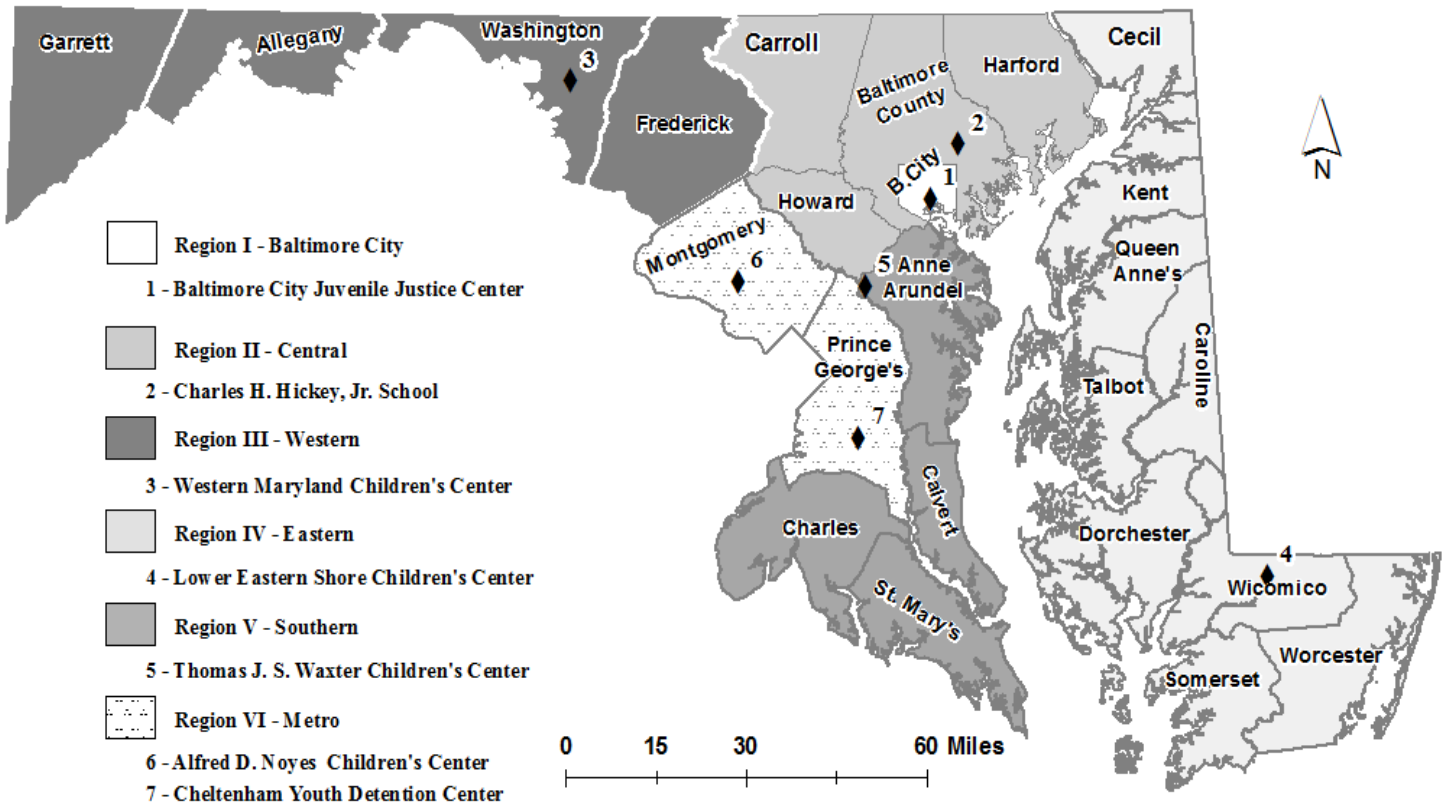 Garrett
Allegany
Washington
3
Frederick
Carroll
Baltimore
County
Harford
Cecil
2
B.City
1
Howard
Montgomery
6
5 Anne
Arundel
Prince
George's
7
Calvert
Charles
St. Mary's
Kent
Queen
Anne's
Caroline
Talbot
Dorchester
4
Wicomico
Worcester
Somerset
N
Region I - Baltimore City
1 - Baltimore City Juvenile Justice Center
Region II - Central
2 - Charles H. Hickey, Jr. School
Region III - Western
3 - Western Maryland Children's Center
Region IV - Eastern
4 - Lower Eastern Shore Children's Center
Region V - Southern
5 - Thomas J. S. Waxter Children's Center
Region VI - Metro
6 - Alfred D. Noyes Children's Center
7 - Cheltenham Youth Detention Center
0 15 30 60 Miles